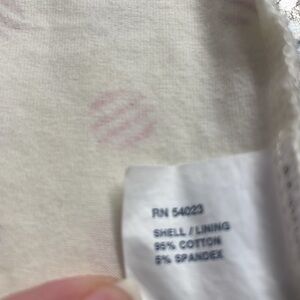 RN 54023
SHELL / LINING
95% COTTON
5% SPANDEX